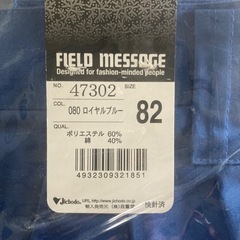 FIELD MESSAGE
Designed for fashion-minded people
NO. 47302 SIZE
COL. 080 ロイヤルブルー 82
QUAL.
ポリエステル 60%
綿 40%
4932309321851
Jichodo
検針済